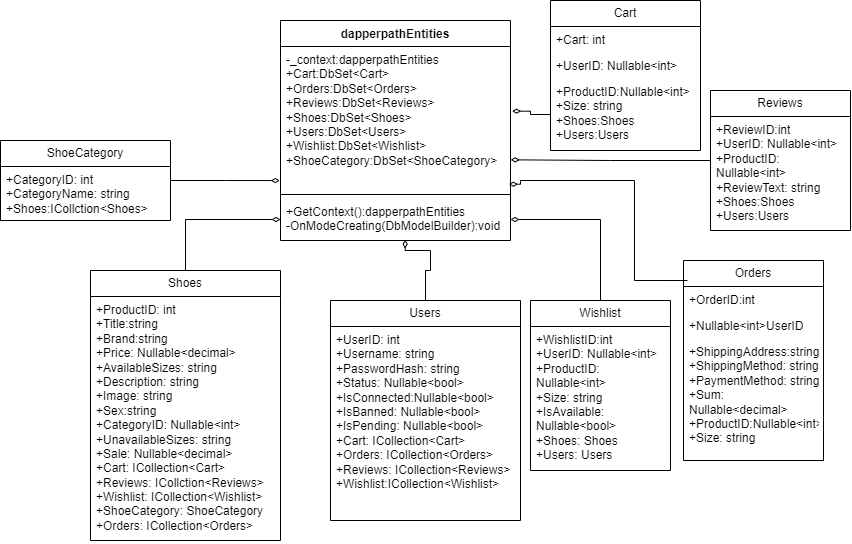 dapperpathEntities
-_context:dapperpathEntities
+Cart:DbSet<Cart>
+Orders:DbSet<Orders>
+Reviews:DbSet<Reviews>
+Shoes:DbSet<Shoes>
+Users:DbSet<Users>
+Wishlist:DbSet<Wishlist>
+ShoeCategory:DbSet<ShoeCategory>
+GetContext():dapperpathEntities
-OnModeCreating(DbModelBuilder):void
Cart
+Cart: int
+UserID: Nullable<int>
+ProductID:Nullable<int>
+Size: string
+Shoes:Shoes
+Users:Users
Reviews
+ReviewID:int
+UserID: Nullable<int>
+ProductID:
Nullable<int>
+ReviewText: string
+Shoes:Shoes
+Users:Users
ShoeCategory
+CategoryID: int
+CategoryName: string
+Shoes:ICollction<Shoes>
Shoes
+ProductID: int
+Title:string
+Brand:string
+Price: Nullable<decimal>
+AvailableSizes: string
+Description: string
+Image: string
+Sex:string
+CategoryID: Nullable<int>
+UnavailableSizes: string
+Sale: Nullable<decimal>
+Cart: ICollection<Cart>
+Reviews: ICollction<Reviews>
+Wishlist: ICollection<Wishlist>
+ShoeCategory: ShoeCategory
+Orders: ICollection<Orders>
Users
+UserID: int
+Username: string
+PasswordHash: string
+Status: Nullable<bool>
+IsConnected:Nullable<bool>
+IsBanned: Nullable<bool>
+IsPending: Nullable<bool>
+Cart: ICollection<Cart>
+Orders: ICollection<Orders>
+Reviews: ICollection<Reviews>
+Wishlist:ICollection<Wishlist>
Wishlist
+WishlistID:int
+UserID: Nullable<int>
+ProductID:
Nullable<int>
+Size: string
+IsAvailable:
Nullable<bool>
+Shoes: Shoes
+Users: Users
Orders
+OrderID:int
+Nullable<int>UserID
+ShippingAddress:string
+ShippingMethod: string
+PaymentMethod: string
+Sum:
Nullable<decimal>
+ProductID:Nullable<int>
+Size: string